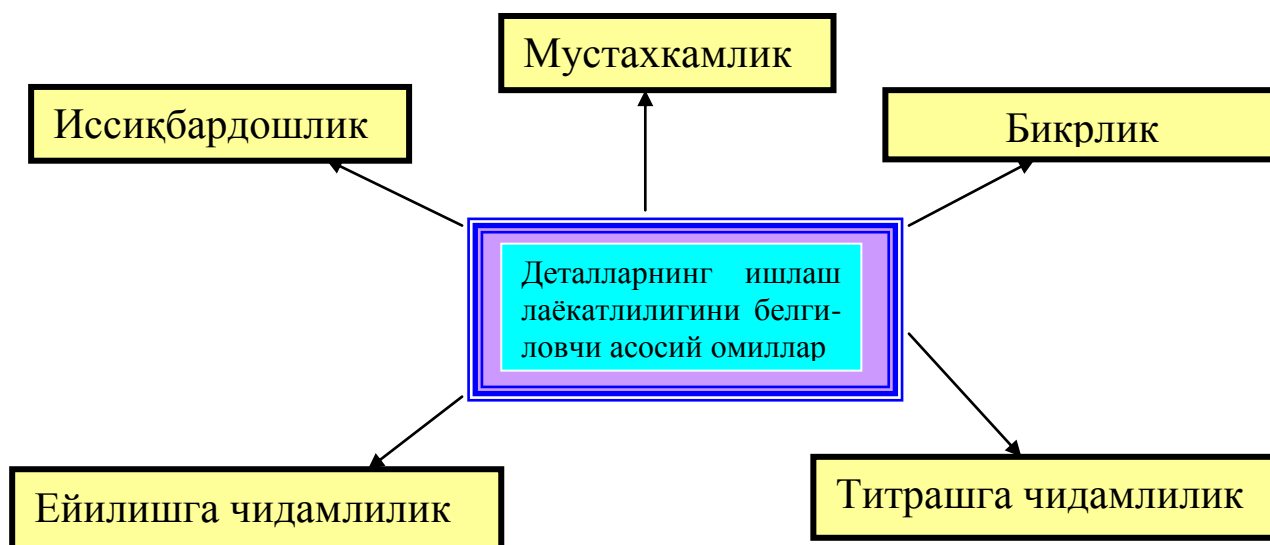 Мустахкамлик
Иссиқбардошлик
Бикрлик
Деталларнинг ишлаш
лаёкатлилигини белги-
ловчи асосий омиллар
Ейилишга чидамлилик
Титрашга чидамлилик